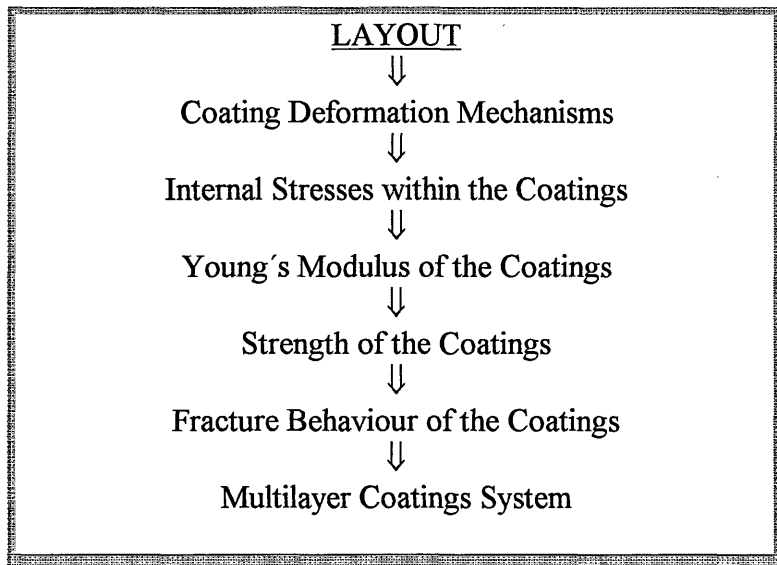 LAYOUT
⇓
Coating Deformation Mechanisms
⇓
Internal Stresses within the Coatings
⇓
Young´s Modulus of the Coatings
⇓
Strength of the Coatings
⇓
Fracture Behaviour of the Coatings
⇓
Multilayer Coatings System